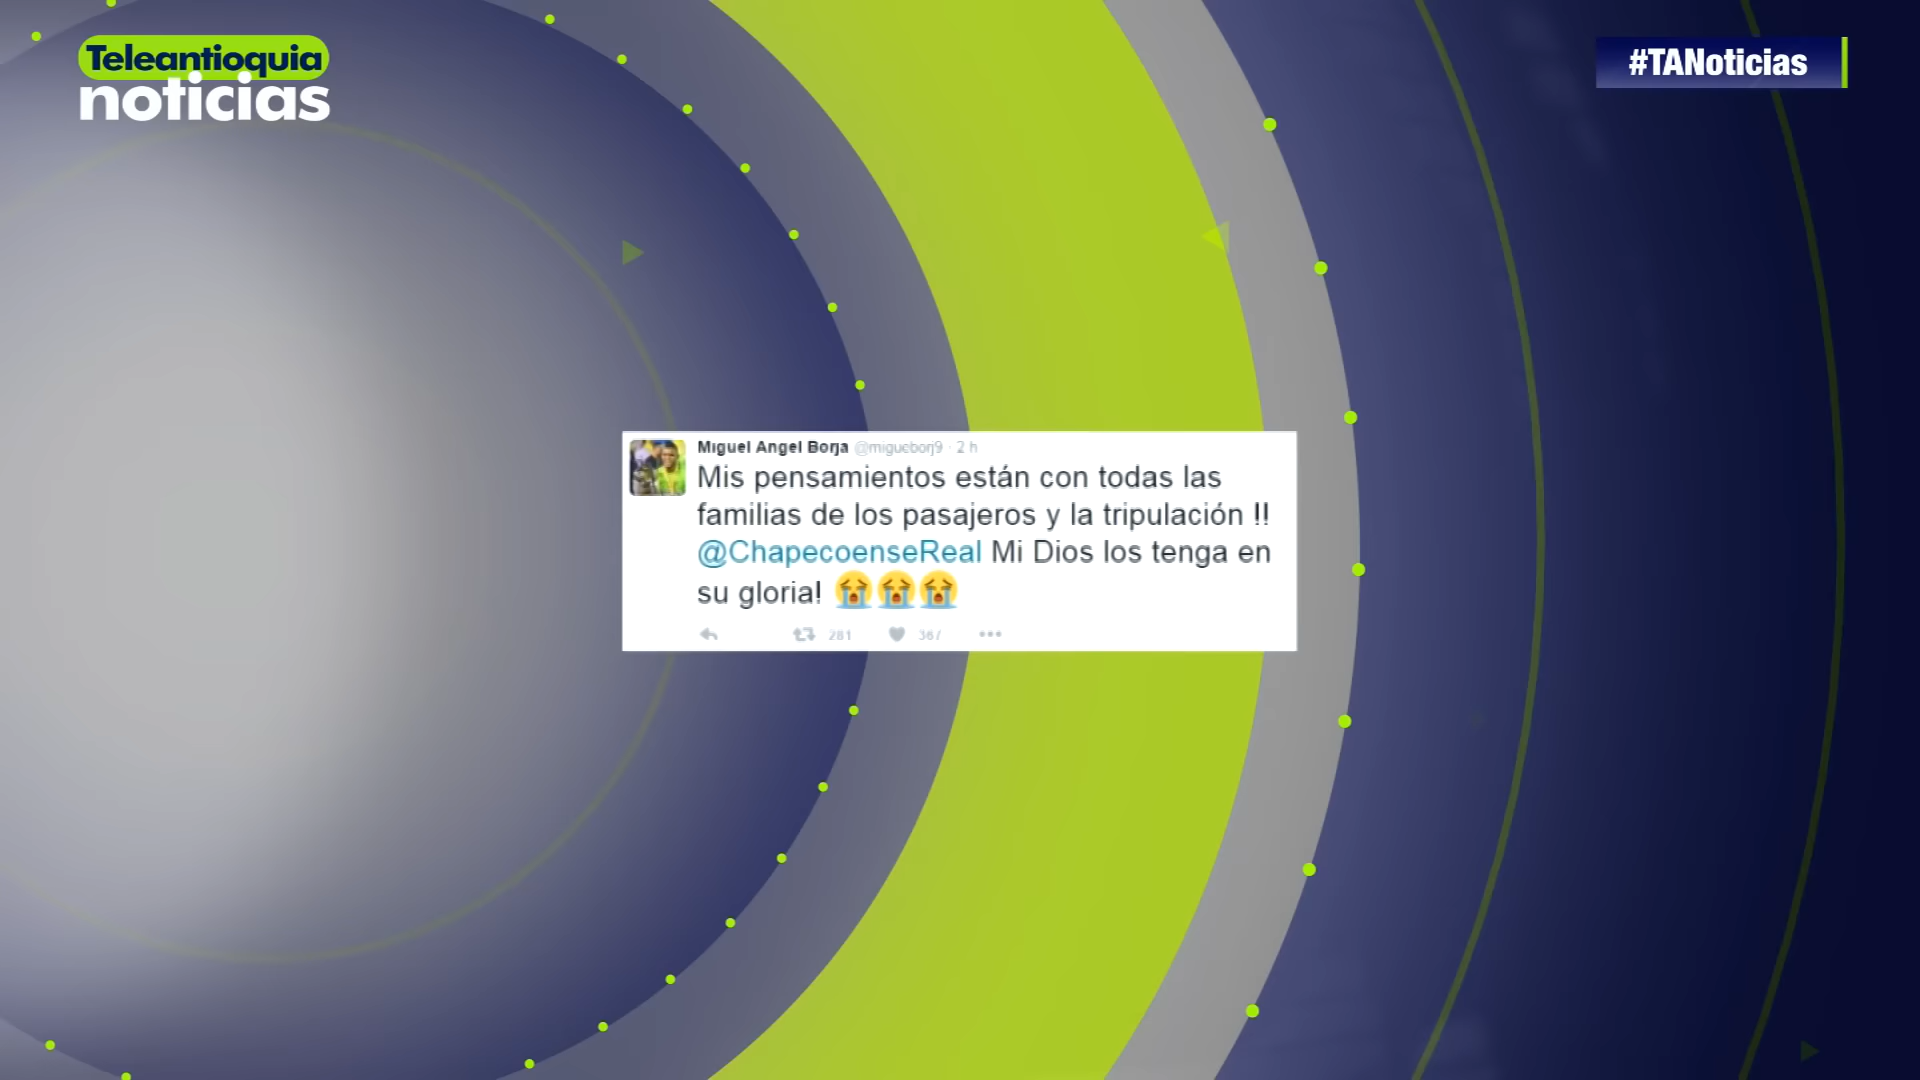 Teleantioquia
noticias
#TANoticias
Miguel Angel Borja @migueborj9 · 2 h
Mis pensamientos están con todas las
familias de los pasajeros y la tripulación !!
@ChapecoenseReal Mi Dios los tenga en
su gloria! 😭😭😭
281 367